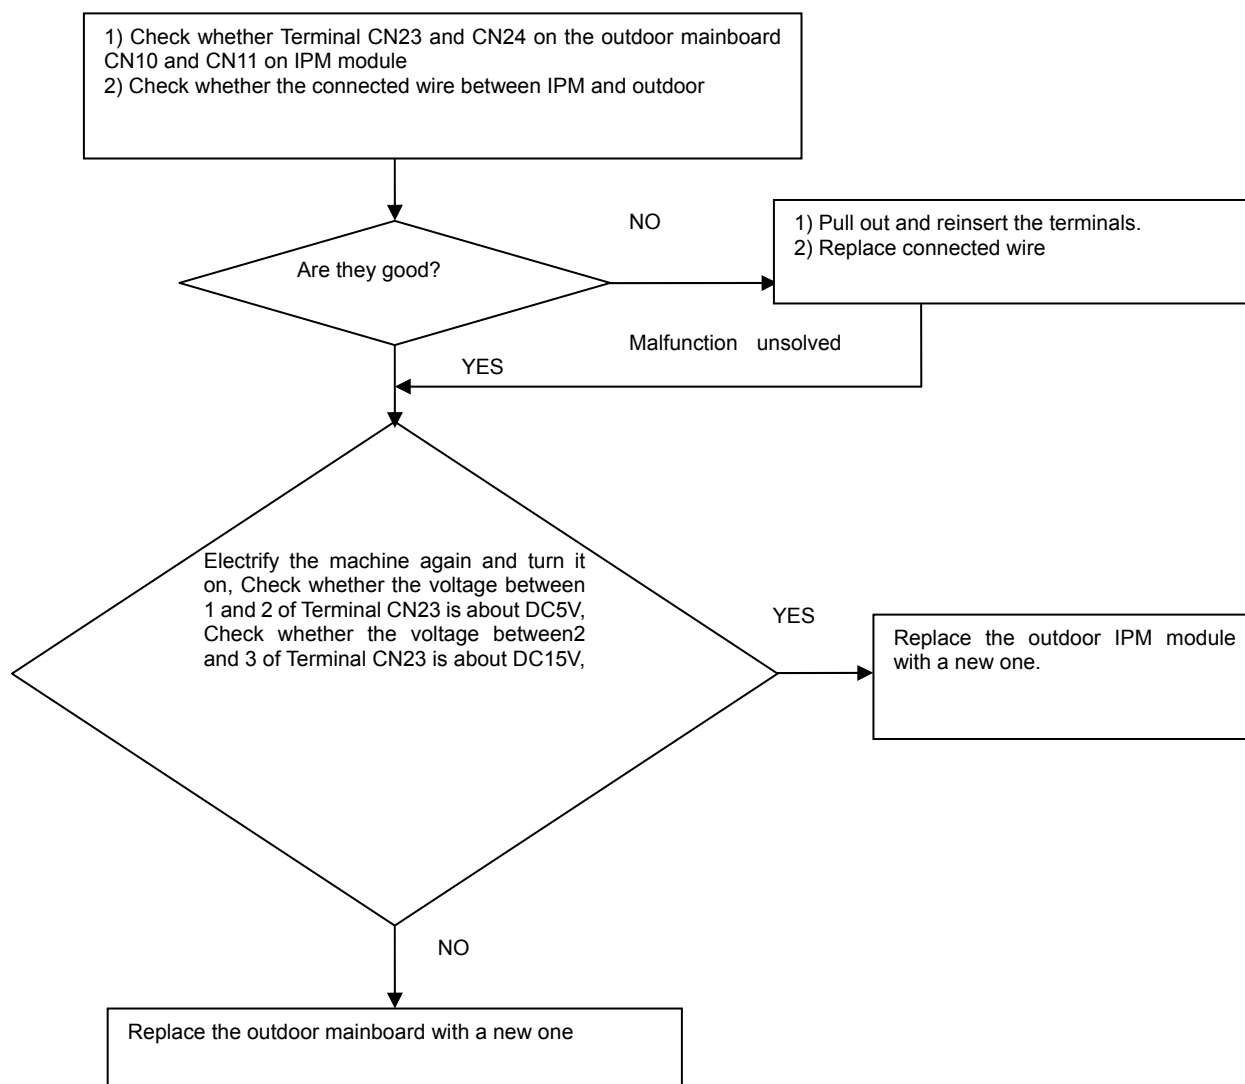 1) Check whether Terminal CN23 and CN24 on the outdoor mainboard
CN10 and CN11 on IPM module
2) Check whether the connected wire between IPM and outdoor
NO
1) Pull out and reinsert the terminals.
2) Replace connected wire
Are they good?
Malfunction unsolved
YES
Electrify the machine again and turn it
on, Check whether the voltage between
1 and 2 of Terminal CN23 is about DC5V,
Check whether the voltage between2
and 3 of Terminal CN23 is about DC15V,
YES
Replace the outdoor IPM module
with a new one.
NO
Replace the outdoor mainboard with a new one